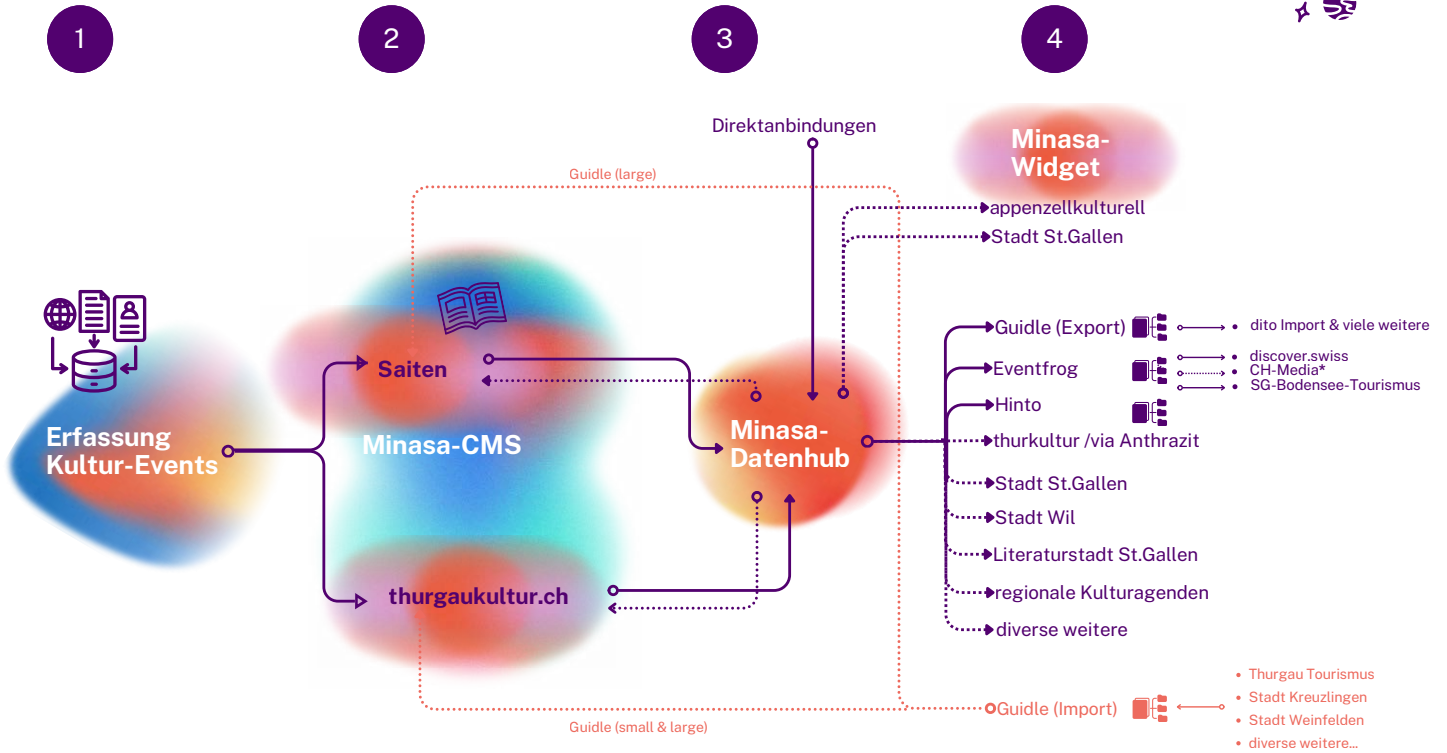 1
2
3
4
Direktanbindungen
Minasa-
Widget
Guidle (large)
appenzellkulturell
Stadt St.Gallen
Guidle (Export)
dito Import & viele weitere
Eventfrog
discover.swiss
CH-Media*
SG-Bodensee-Tourismus
Saiten
Hinto
Erfassung
Kultur-Events
Minasa-CMS
Minasa-
Datenhub
thurkultur /via Anthrazit
Stadt St.Gallen
Stadt Wil
Literaturstadt St.Gallen
thurgaukultur.ch
regionale Kulturagenden
diverse weitere
Guidle (small & large)
Guidle (Import)
• Thurgau Tourismus
• Stadt Kreuzlingen
• Stadt Weinfelden
• diverse weitere...